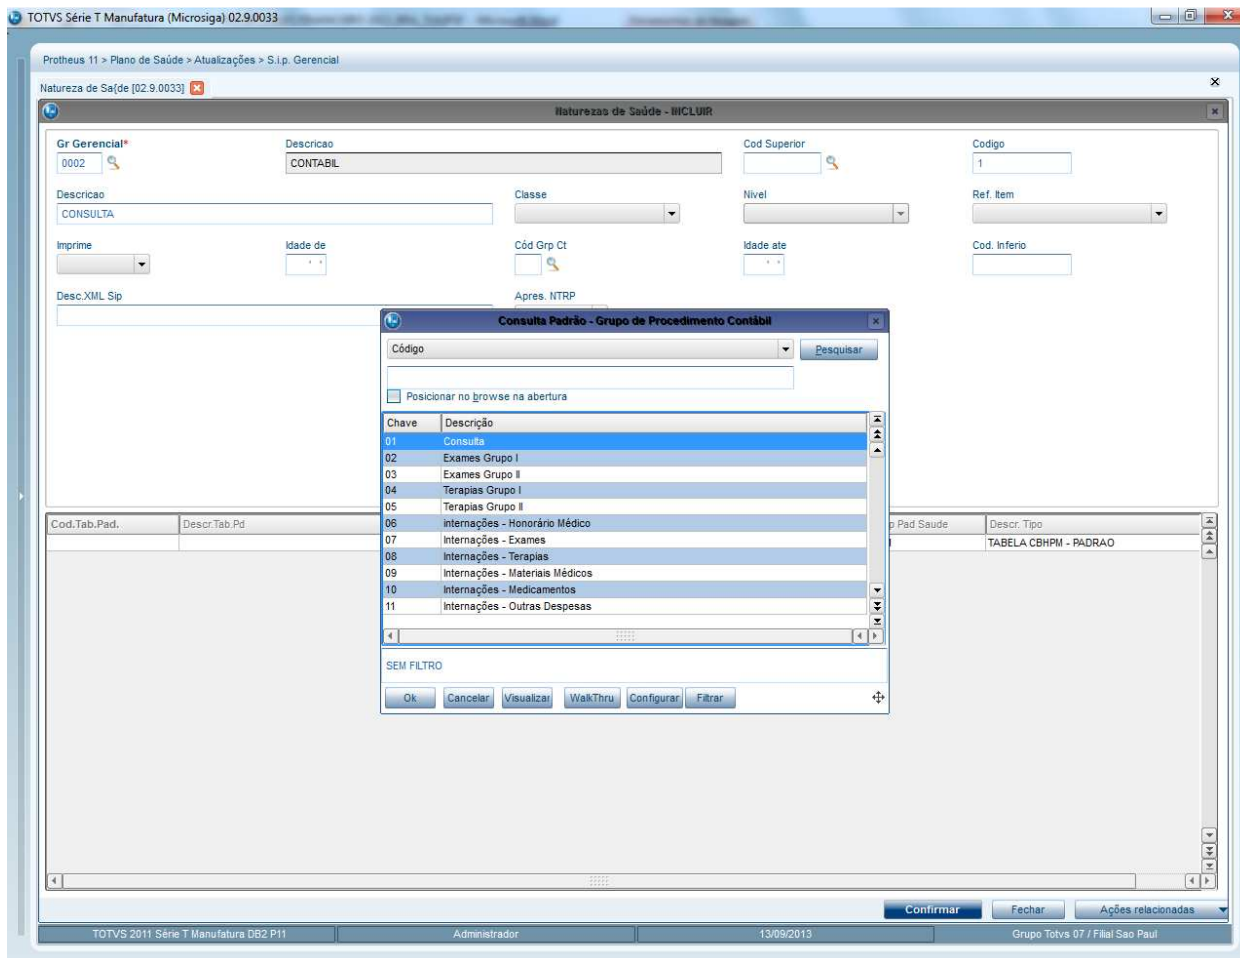 TOTVS Série T Manufatura (Microsiga) 02.9.0033
Protheus 11 > Plano de Saúde > Atualizações > S.i.p. Gerencial
Natureza de Sa{de [02.9.0033]
Naturezas de Saúde - INCLUIR
Gr Gerencial* Descricao Cod Superior Codigo
0002 CONTABIL 1
Descricao Classe Nivel Ref. Item
CONSULTA
Imprime Idade de Cód Grp Ct Idade ate Cod. Inferio
Desc.XML Sip Apres. NTRP
Consulta Padrão - Grupo de Procedimento Contábil
Código Pesquisar
Posicionar no browse na abertura
Chave Descrição
01 Consulta
02 Exames Grupo I
03 Exames Grupo II
04 Terapias Grupo I
05 Terapias Grupo II
06 internações - Honorário Médico
07 Internações - Exames
08 Internações - Terapias
09 Internações - Materiais Médicos
10 Internações - Medicamentos
11 Internações - Outras Despesas
SEM FILTRO
Ok Cancelar Visualizar WalkThru Configurar Filtrar
Cod.Tab.Pad. Descr.Tab.Pd Pad Saude Descr. Tipo
TABELA CBHPM - PADRAO
Confirmar Fechar Ações relacionadas
TOTVS 2011 Série T Manufatura DB2 P11 Administrador 13/09/2013 Grupo Totvs 07 / Filial Sao Paul